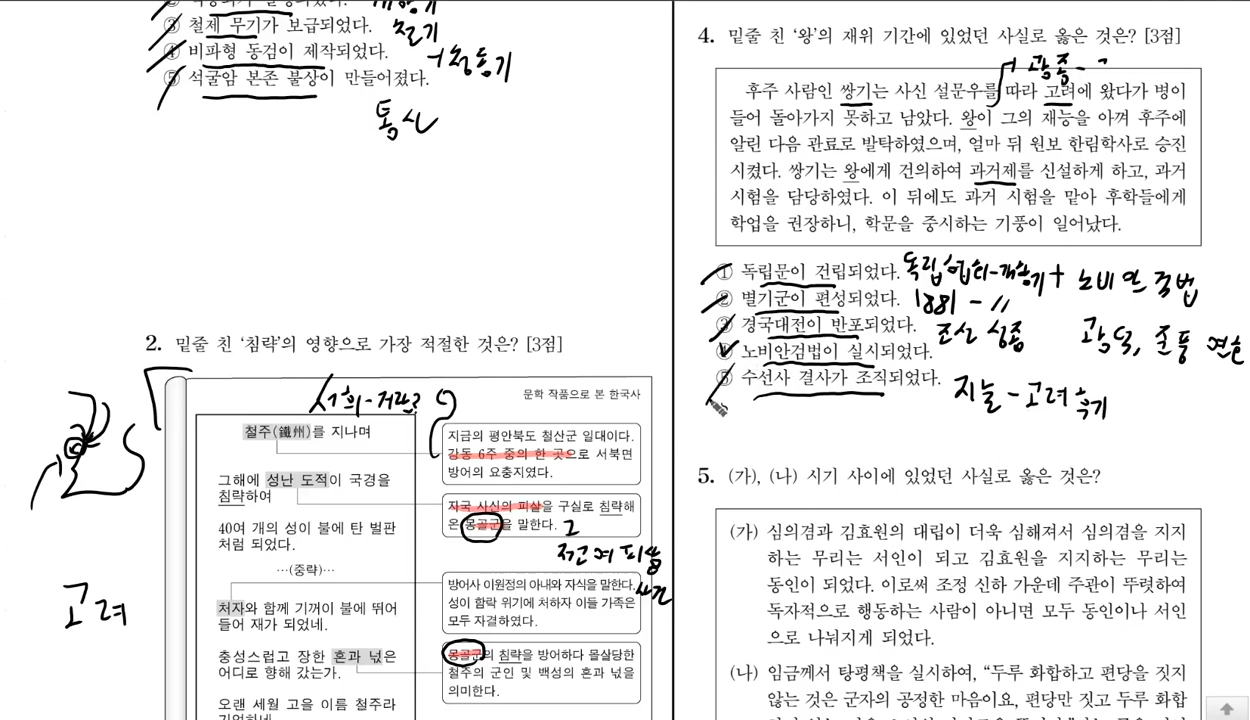 ③ 철제 무기가 보급되었다. 철기
④ 비파형 동검이 제작되었다. - 청동기
⑤ 석굴암 본존 불상이 만들어졌다.
통신
2. 밑줄 친 ‘침략’의 영향으로 가장 적절한 것은? [3점]
문학 작품으로 본 한국사
서희-거란?
철주(鐵州)를 지나며
그해에 성난 도적이 국경을
침략하여
40여 개의 성이 불에 탄 벌판
처럼 되었다.
…(중략)…
처자와 함께 기꺼이 불에 뛰어
들어 재가 되었네.
충성스럽고 장한 혼과 넋은
어디로 향해 갔는가.
오랜 세월 고을 이름 철주라
기억하네
지금의 평안북도 철산군 일대이다.
강동 6주 중의 한 곳으로 서북면
방어의 요충지였다.
자국 사신의 피살을 구실로 침략해
온 몽골군을 말한다.
저고여 피살
사건
방어사 이원정의 아내와 자식을 말한다.
성이 함락 위기에 처하자 이들 가족은
모두 자결하였다.
몽골군의 침략을 방어하다 몰살당한
철주의 군인 및 백성의 혼과 넋을
의미한다.
고려
4. 밑줄 친 ‘왕’의 재위 기간에 있었던 사실로 옳은 것은? [3점]
광종
후주 사람인 쌍기는 사신 설문우를 따라 고려에 왔다가 병이
들어 돌아가지 못하고 남았다. 왕이 그의 재능을 아껴 후주에
알린 다음 관료로 발탁하였으며, 얼마 뒤 원보 한림학사로 승진
시켰다. 쌍기는 왕에게 건의하여 과거제를 신설하게 하고, 과거
시험을 담당하였다. 이 뒤에도 과거 시험을 맡아 후학들에게
학업을 권장하니, 학문을 중시하는 기풍이 일어났다.
① 독립문이 건립되었다. 독립협회-개항기 + 노비안검법
② 별기군이 편성되었다. 1881 - 〃
③ 경국대전이 반포되었다. 조선 성종 광덕, 준풍 연호
④ 노비안검법이 실시되었다.
⑤ 수선사 결사가 조직되었다. 지눌 - 고려 후기
5. (가), (나) 시기 사이에 있었던 사실로 옳은 것은?
(가) 심의겸과 김효원의 대립이 더욱 심해져서 심의겸을 지지
하는 무리는 서인이 되고 김효원을 지지하는 무리는
동인이 되었다. 이로써 조정 신하 가운데 주관이 뚜렷하여
독자적으로 행동하는 사람이 아니면 모두 동인이나 서인
으로 나눠지게 되었다.
(나) 임금께서 탕평책을 실시하여, “두루 화합하고 편당을 짓지
않는 것은 군자의 공정한 마음이요, 편당만 짓고 두루 화합